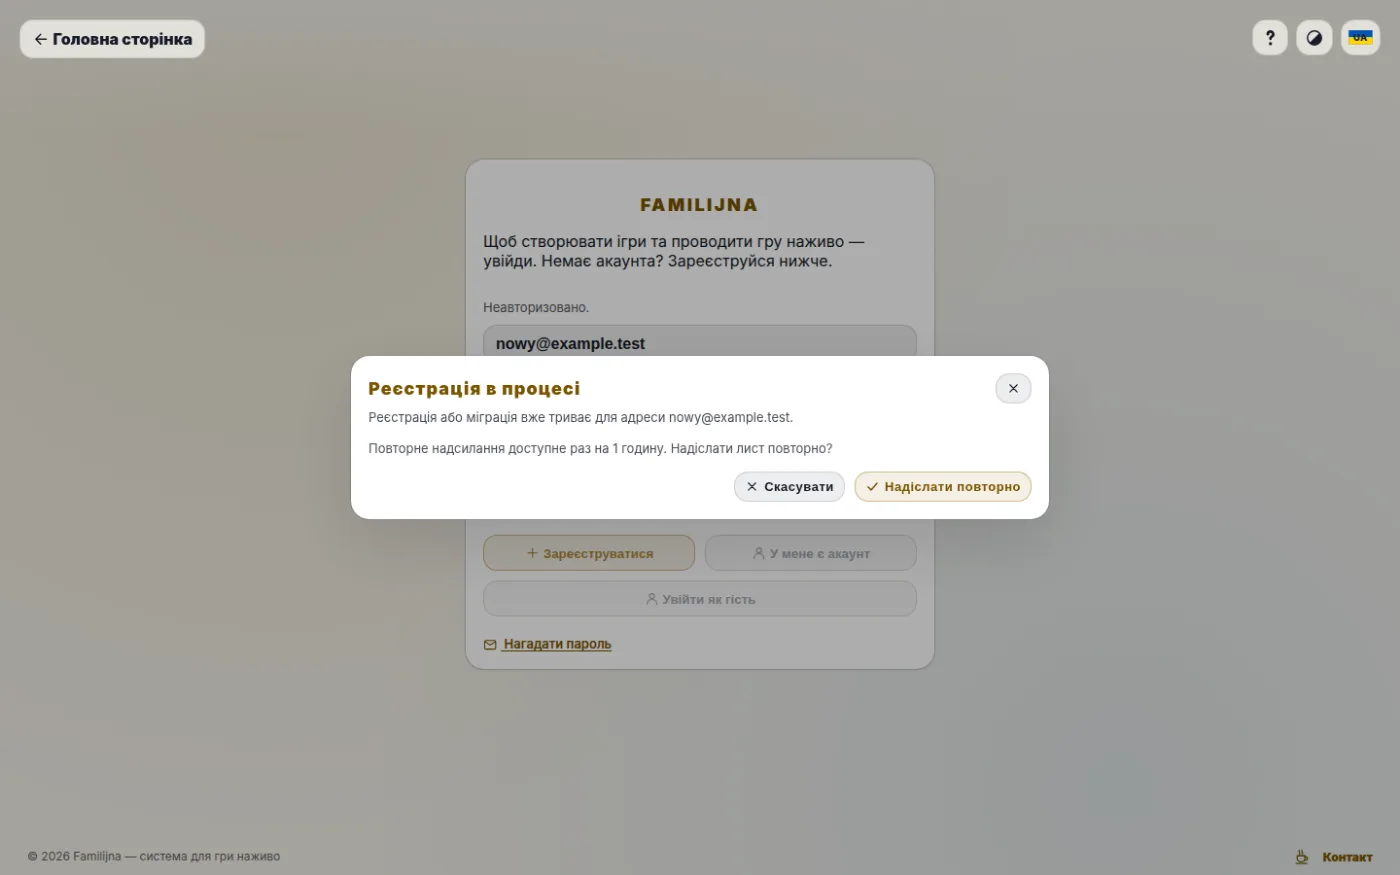 ← Головна сторінка
?
UA
FAMILIJNA
Щоб створювати ігри та проводити гру наживо —
увійди. Немає акаунта? Зареєструйся нижче.
Неавторизовано.
nowy@example.test
Реєстрація в процесі
Реєстрація або міграція вже триває для адреси nowy@example.test.
Повторне надсилання доступне раз на 1 годину. Надіслати лист повторно?
Скасувати
Надіслати повторно
Зареєструватися
У мене є акаунт
Увійти як гість
Нагадати пароль
© 2026 Familijna — система для гри наживо
Контакт